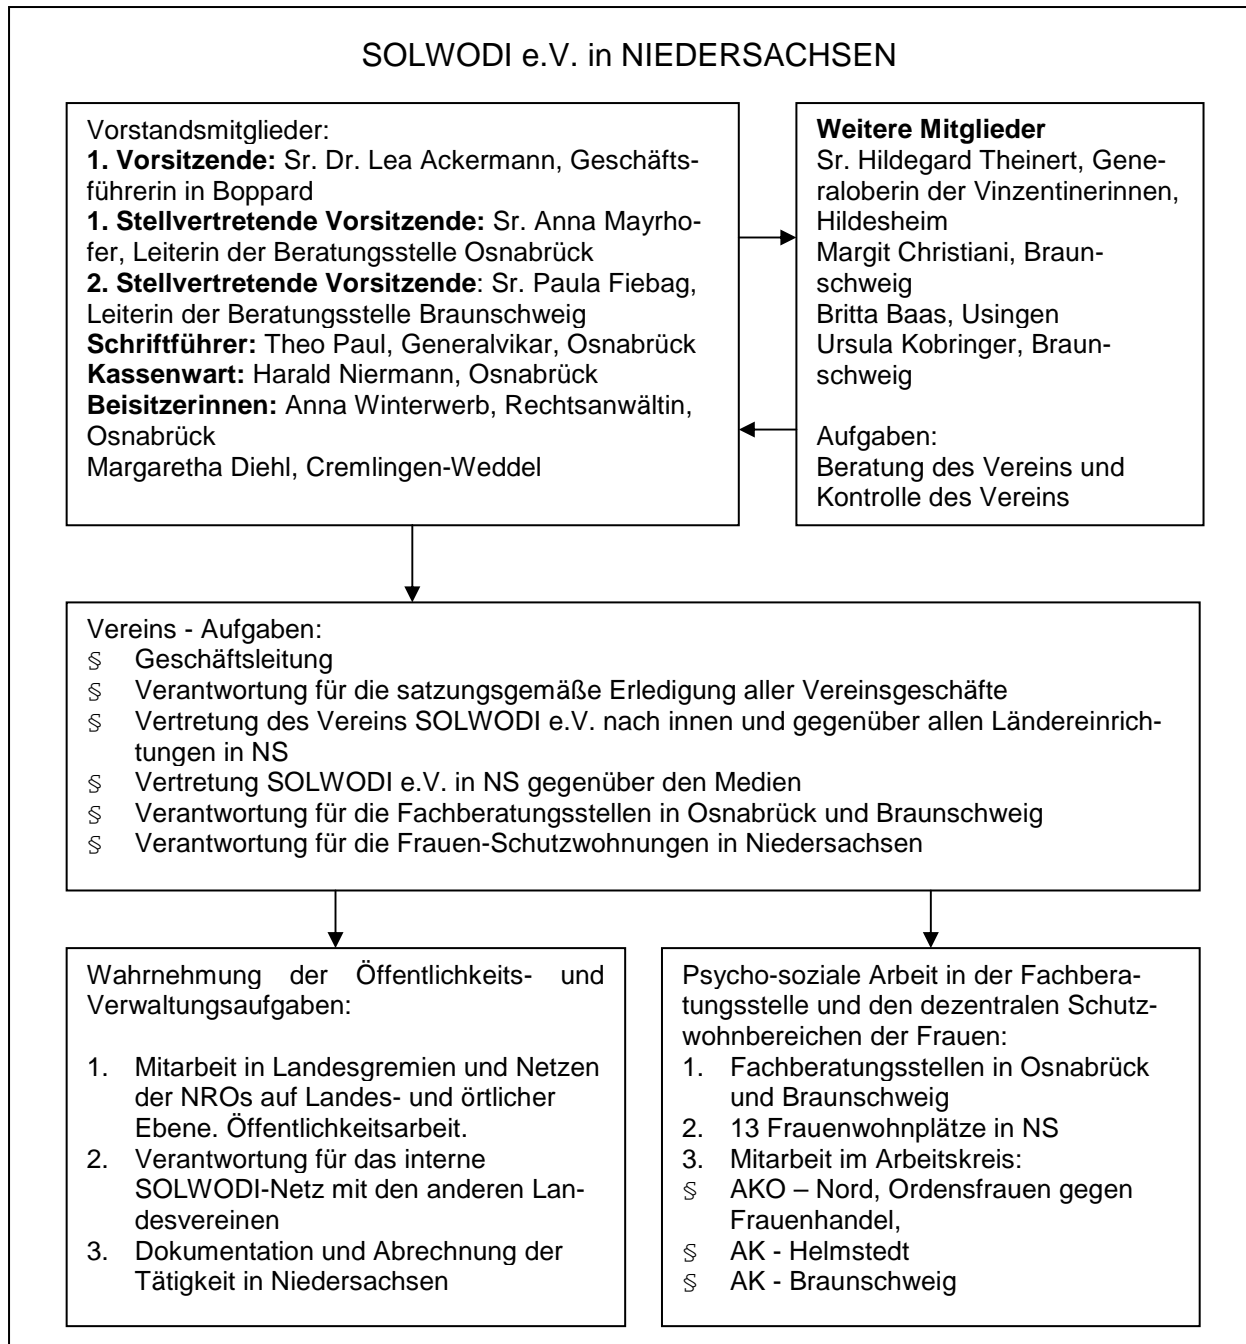 SOLWODI e.V. in NIEDERSACHSEN
Vorstandsmitglieder:
1. Vorsitzende: Sr. Dr. Lea Ackermann, Geschäfts-
führerin in Boppard
1. Stellvertretende Vorsitzende: Sr. Anna Mayrho-
fer, Leiterin der Beratungsstelle Osnabrück
2. Stellvertretende Vorsitzende: Sr. Paula Fiebag,
Leiterin der Beratungsstelle Braunschweig
Schriftführer: Theo Paul, Generalvikar, Osnabrück
Kassenwart: Harald Niermann, Osnabrück
Beisitzerinnen: Anna Winterwerb, Rechtsanwältin,
Osnabrück
Margaretha Diehl, Cremlingen-Weddel
Weitere Mitglieder
Sr. Hildegard Theinert, Gene-
raloberin der Vinzentinerinnen,
Hildesheim
Margit Christiani, Braun-
schweig
Britta Baas, Usingen
Ursula Kobringer, Braun-
schweig
Aufgaben:
Beratung des Vereins und
Kontrolle des Vereins
Vereins - Aufgaben:
§ Geschäftsleitung
§ Verantwortung für die satzungsgemäße Erledigung aller Vereinsgeschäfte
§ Vertretung des Vereins SOLWODI e.V. nach innen und gegenüber allen Ländereinrich-
tungen in NS
§ Vertretung SOLWODI e.V. in NS gegenüber den Medien
§ Verantwortung für die Fachberatungsstellen in Osnabrück und Braunschweig
§ Verantwortung für die Frauen-Schutzwohnungen in Niedersachsen
Wahrnehmung der Öffentlichkeits- und
Verwaltungsaufgaben:
1. Mitarbeit in Landesgremien und Netzen
der NROs auf Landes- und örtlicher
Ebene. Öffentlichkeitsarbeit.
2. Verantwortung für das interne
SOLWODI-Netz mit den anderen Lan-
desvereinen
3. Dokumentation und Abrechnung der
Tätigkeit in Niedersachsen
Psycho-soziale Arbeit in der Fachbera-
tungsstelle und den dezentralen Schutz-
wohnbereichen der Frauen:
1. Fachberatungsstellen in Osnabrück
und Braunschweig
2. 13 Frauenwohnplätze in NS
3. Mitarbeit im Arbeitskreis:
§ AKO – Nord, Ordensfrauen gegen
Frauenhandel,
§ AK - Helmstedt
§ AK - Braunschweig